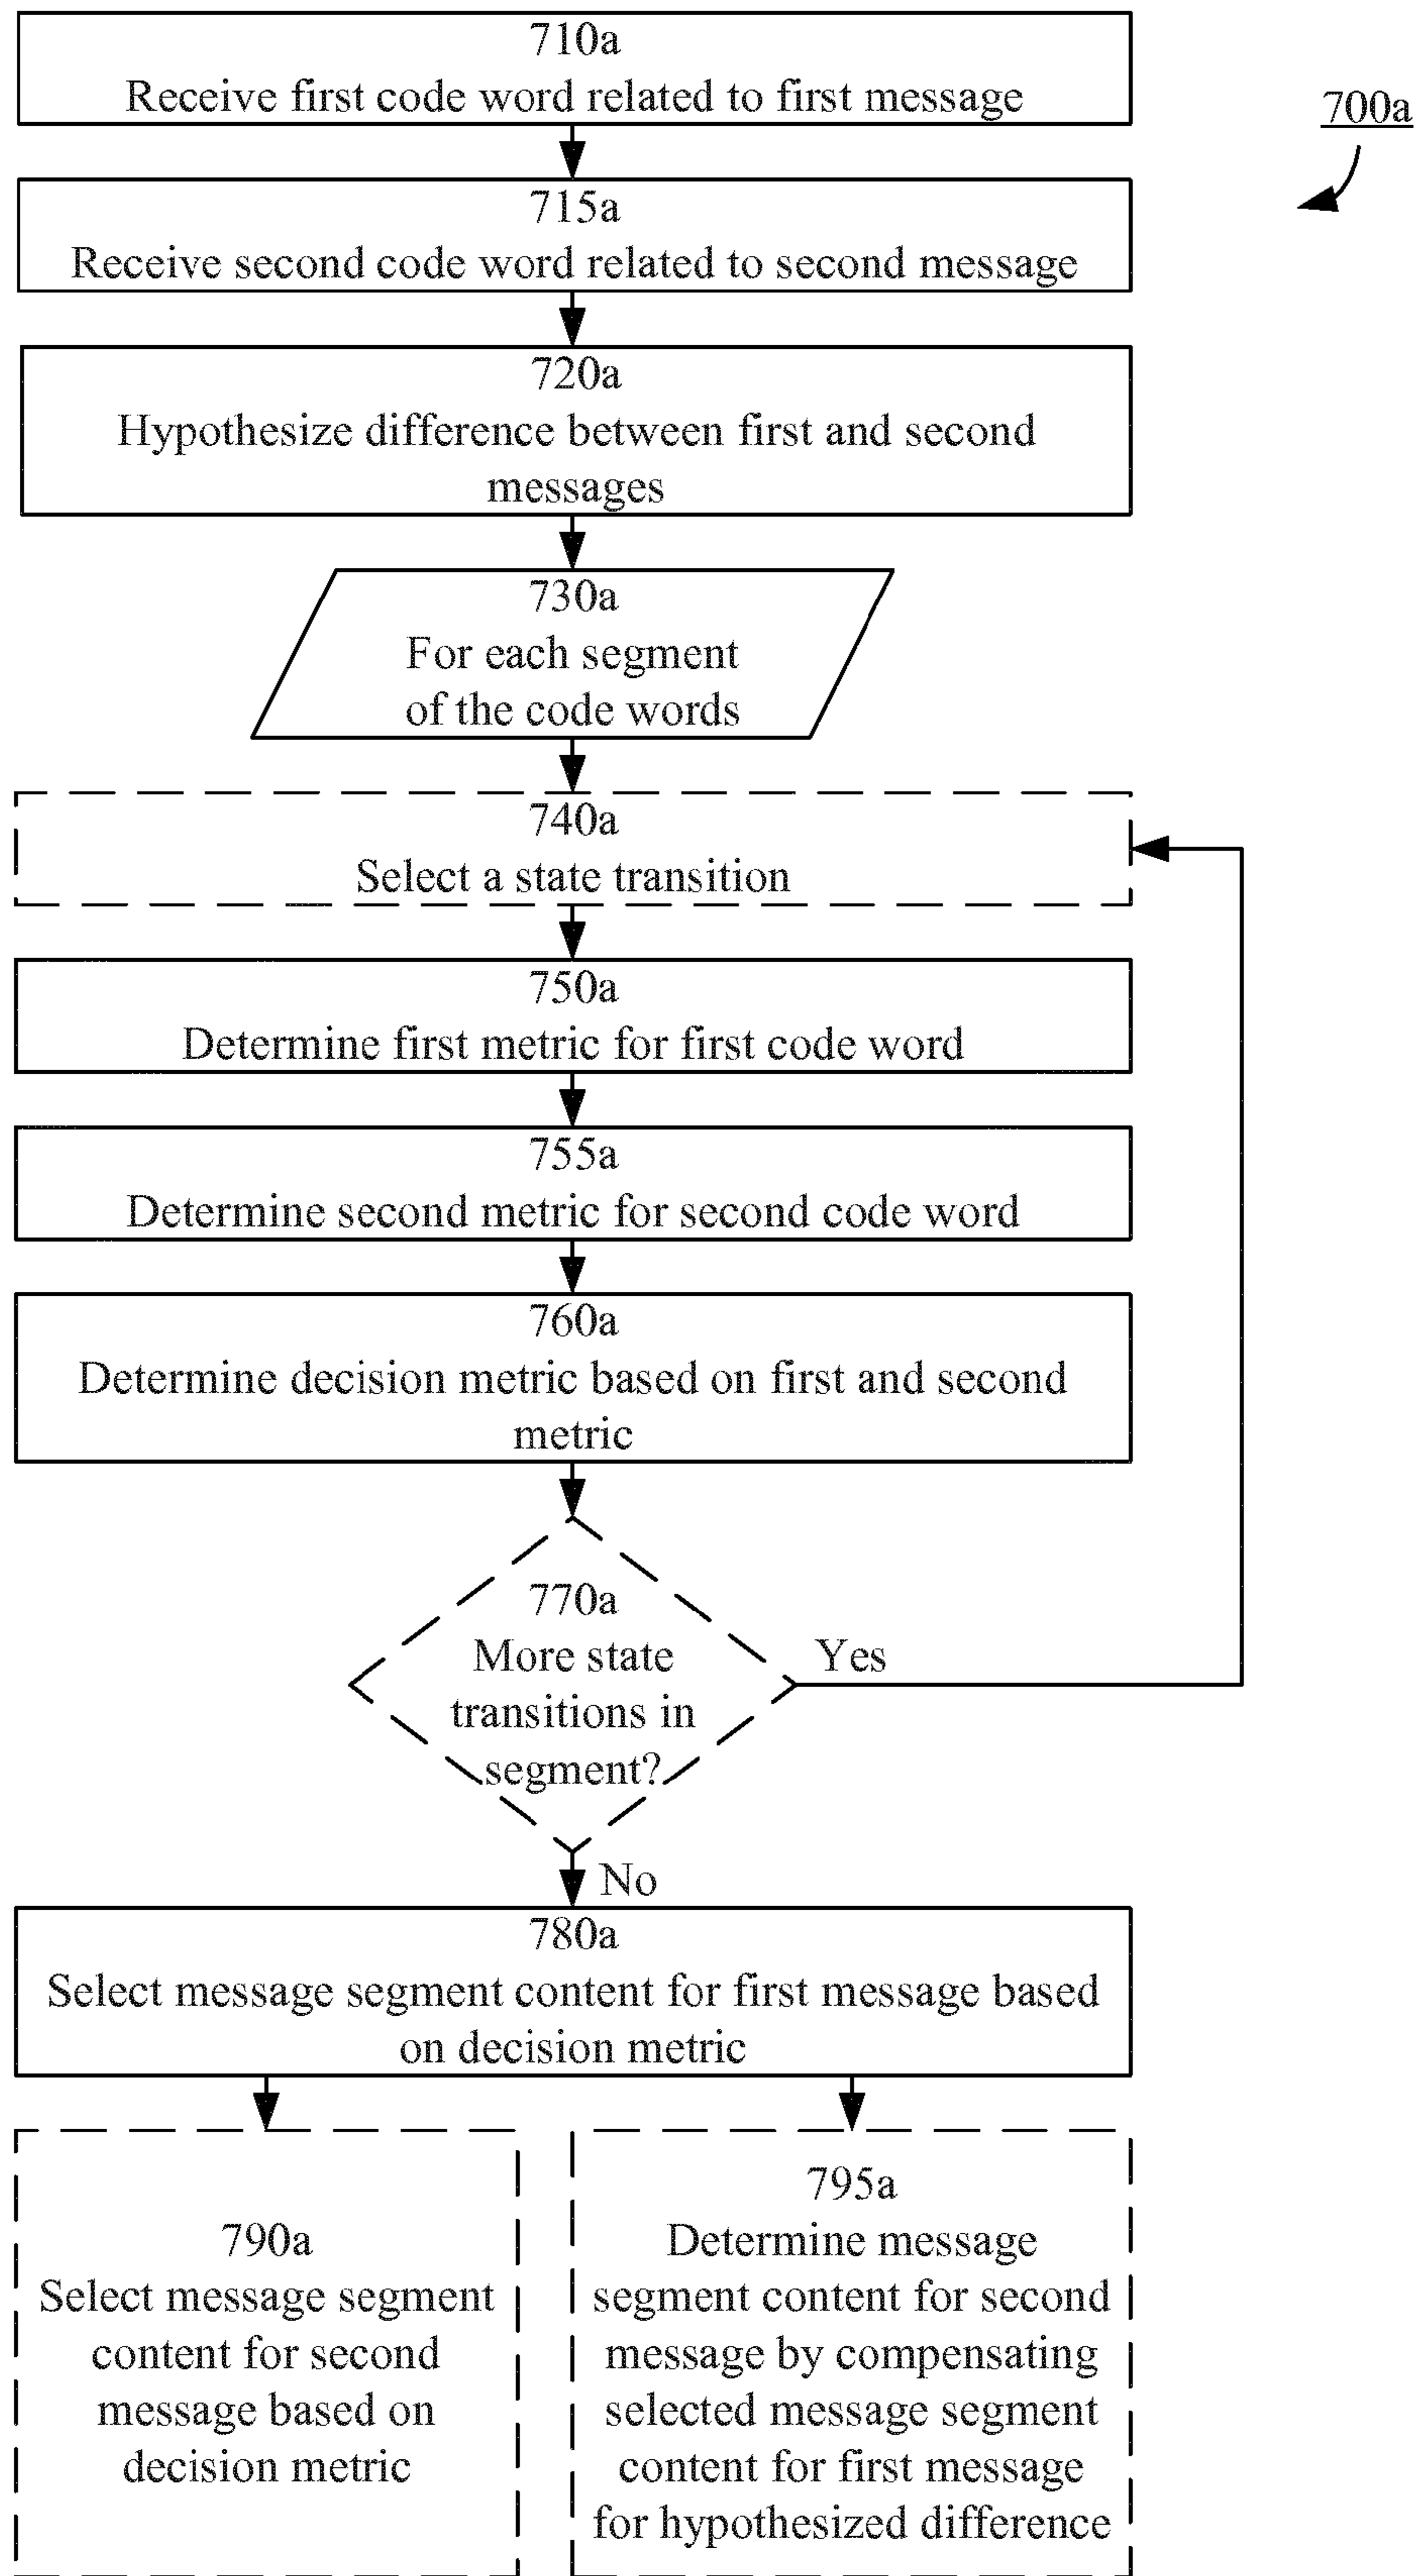 710a
Receive first code word related to first message
700a
715a
Receive second code word related to second message
720a
Hypothesize difference between first and second
messages
730a
For each segment
of the code words
740a
Select a state transition
750a
Determine first metric for first code word
755a
Determine second metric for second code word
760a
Determine decision metric based on first and second
metric
770a
More state
transitions in
segment?
Yes
No
780a
Select message segment content for first message based
on decision metric
790a
Select message segment
content for second
message based on
decision metric
795a
Determine message
segment content for second
message by compensating
selected message segment
content for first message
for hypothesized difference